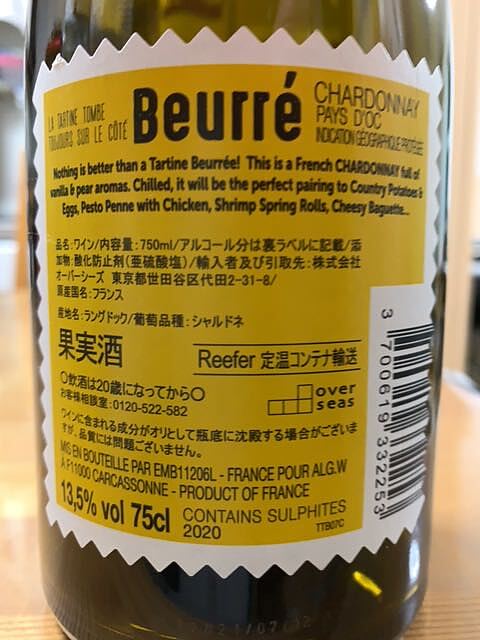 LA TARTINE TOMBE
TOUJOURS SUR LE CÔTÉ
Beurré
CHARDONNAY
PAYS D'OC
INDICATION GÉOGRAPHIQUE PROTÉGÉE
Nothing is better than a Tartine Beurrée! This is a French CHARDONNAY full of
vanilla & pear aromas. Chilled, it will be the perfect pairing to Country Potatoes &
Eggs, Pesto Penne with Chicken, Shrimp Spring Rolls, Cheesy Baguette...
品名:ワイン/内容量:750ml/アルコール分は裏ラベルに記載/添
加物:酸化防止剤(亜硫酸塩)/輸入者及び引取先:株式会社
オーバーシーズ 東京都世田谷区代田2-31-8/
原産国名:フランス
産地名:ラングドック/葡萄品種:シャルドネ
果実酒
Reefer 定温コンテナ輸送
〇飲酒は20歳になってから〇
お客様相談室:0120-522-582
over
seas
ワインに含まれる成分がオリとして瓶底に沈殿する場合がございま
すが、品質には問題ございません。
MIS EN BOUTEILLE PAR EMB11206L - FRANCE POUR ALG.W
À F11000 CARCASSONNE - PRODUCT OF FRANCE
13,5% vol 75cl
CONTAINS SULPHITES
2020
TTB07C
3 700619 332253